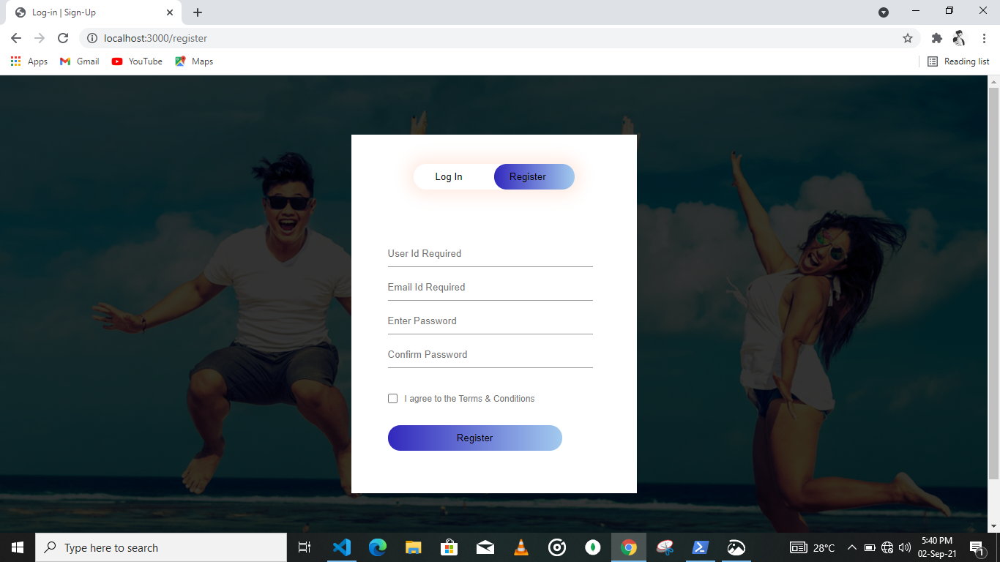 Log-in | Sign-Up
localhost:3000/register
Apps Gmail YouTube Maps Reading list
Log In Register
User Id Required
Email Id Required
Enter Password
Confirm Password
I agree to the Terms & Conditions
Register
Type here to search
28°C
5:40 PM
02-Sep-21
1